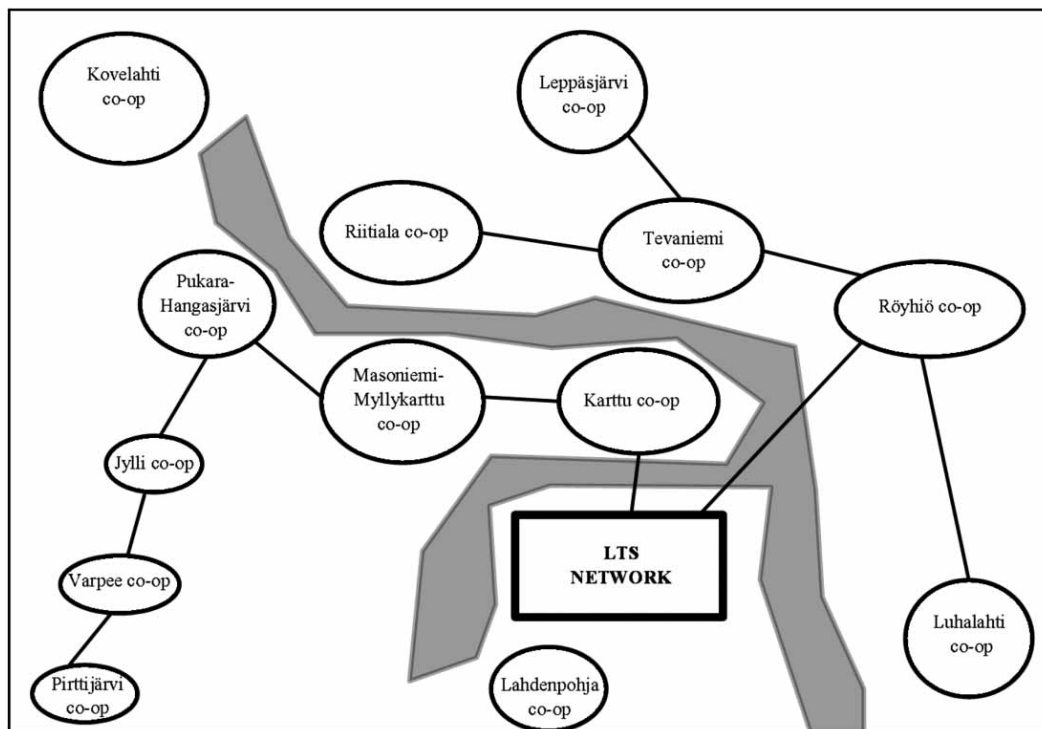 Kovelahti
co-op
Leppäsjärvi
co-op
Riitiala co-op
Tevaniemi
co-op
Pukara-
Hangasjärvi
co-op
Röyhiö co-op
Masoniemi-
Myllykarttu
co-op
Karttu co-op
Jylli co-op
LTS
NETWORK
Varpee co-op
Luhalahti
co-op
Pirttijärvi
co-op
Lahdenpohja
co-op